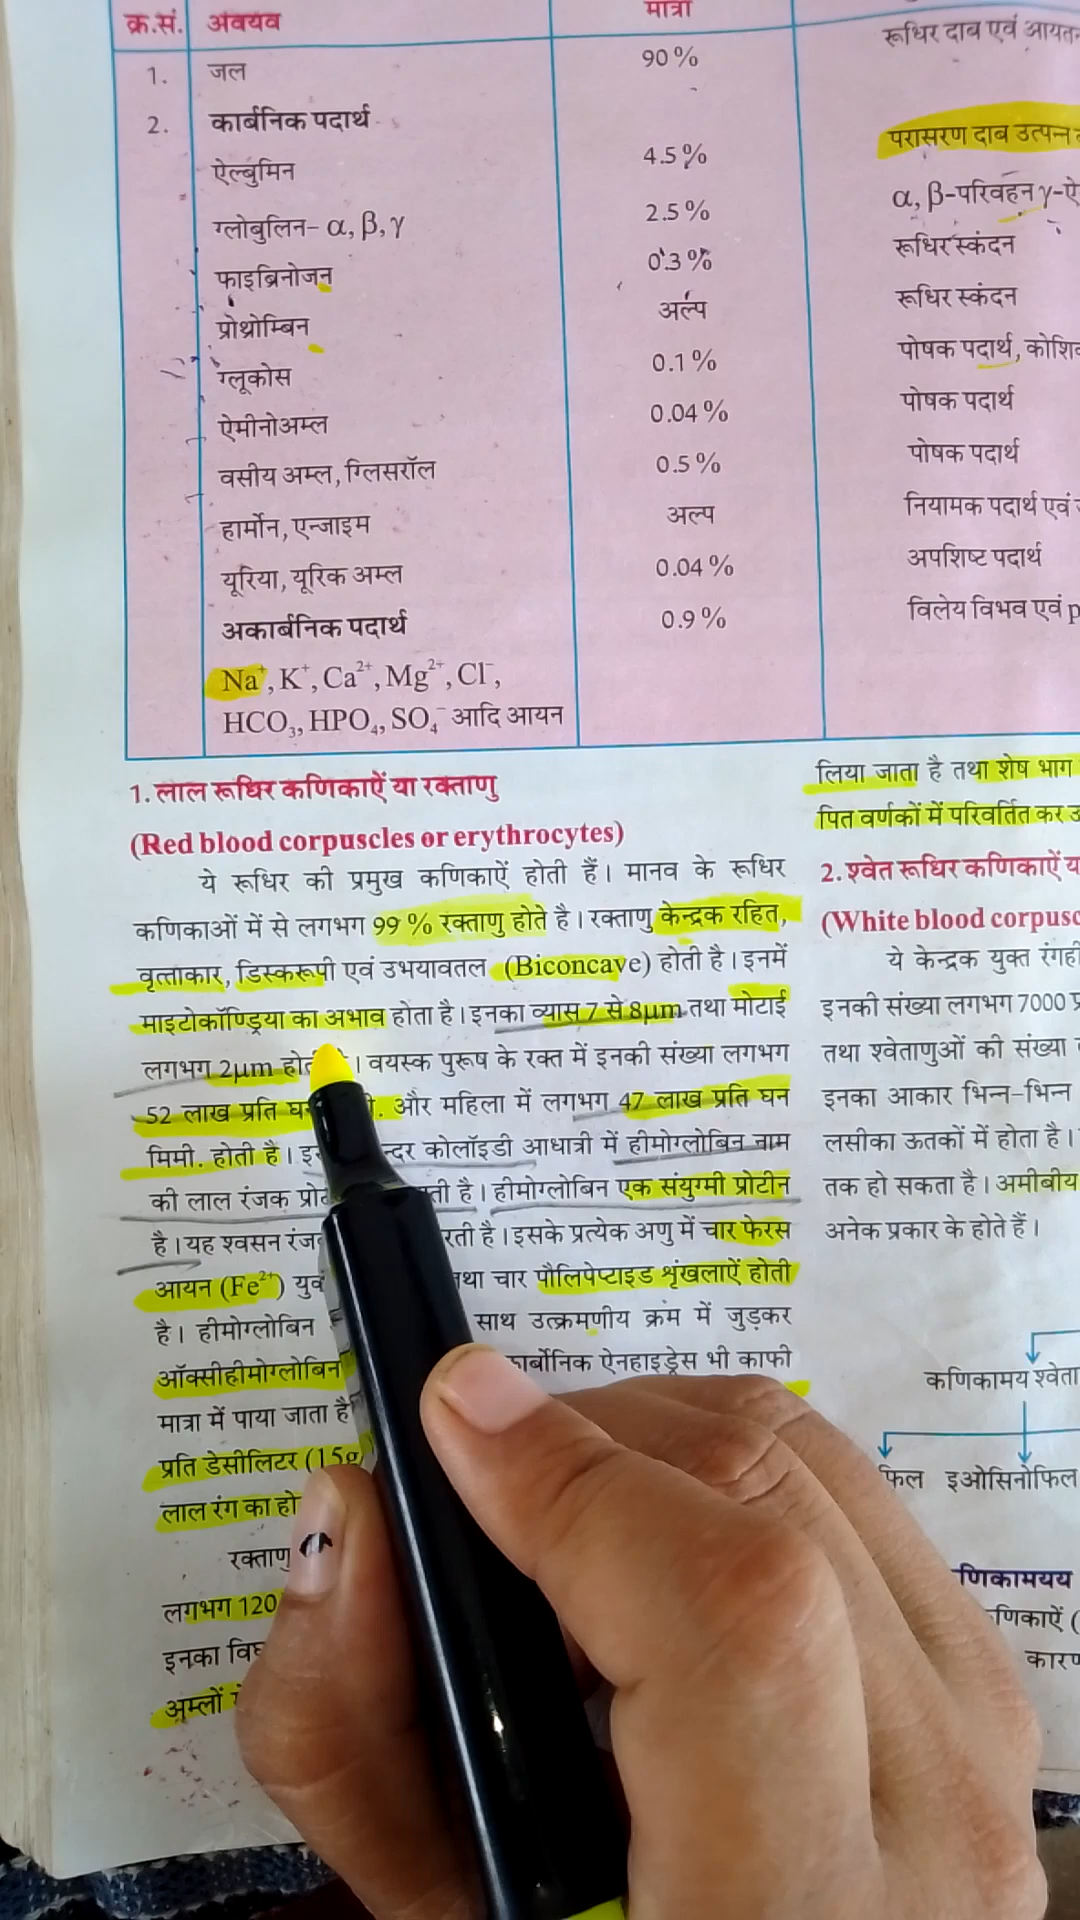 क्र.सं. अवयव मात्रा
रूधिर दाब एवं
1. जल 90%
2. कार्बनिक पदार्थ
ऐल्बुमिन 4.5% परासरण दाब उत्पन्न
ग्लोबुलिन– α, β, γ 2.5% α, β-परिवहन γ-
फाइब्रिनोजन 0.3% रूधिर स्कंदन
प्रोथ्रोम्बिन अल्प रूधिर स्कंदन
ग्लूकोस 0.1% पोषक पदार्थ,
ऐमीनोअम्ल 0.04% पोषक पदार्थ
वसीय अम्ल, ग्लिसरॉल 0.5% पोषक पदार्थ
हार्मोन, एन्जाइम अल्प नियामक पदार्थ एवं
यूरिया, यूरिक अम्ल 0.04% अपशिष्ट पदार्थ
अकार्बनिक पदार्थ 0.9% विलेय विभव एवं
Na⁺, K⁺, Ca²⁺, Mg²⁺, Cl⁻,
HCO₃, HPO₄, SO₄⁻ आदि आयन
1. लाल रूधिर कणिकाऐं या रक्ताणु
(Red blood corpuscles or erythrocytes)
ये रूधिर की प्रमुख कणिकाऐं होती हैं। मानव के रूधिर
कणिकाओं में से लगभग 99 % रक्ताणु होते है। रक्ताणु केन्द्रक रहित,
वृत्ताकार, डिस्करूपी एवं उभयावतल (Biconcave) होती है। इनमें
माइटोकॉण्ड्रिया का अभाव होता है। इनका व्यास 7 से 8µm तथा मोटाई
लगभग 2µm । वयस्क पुरूष के रक्त में इनकी संख्या लगभग
52 लाख प्रति और महिला में लगभग 47 लाख प्रति घन
मिमी. होती है। कोलॉइडी आधात्री में हीमोग्लोबिन नाम
की लाल रंजक है। हीमोग्लोबिन एक संयुग्मी प्रोटीन
है। यह श्वसन है। इसके प्रत्येक अणु में चार फेरस
आयन (Fe²⁺) चार पौलिपेप्टाइड शृंखलाऐं होती
है। हीमोग्लोबिन साथ उत्क्रमणीय क्रम में जुड़कर
ऑक्सीहीमोग्लोबिन ऐनहाइड्रेस भी काफी
मात्रा में पाया जाता है
प्रति डेसीलिटर (15g
लाल रंग का
रक्ताणु
लगभग 120
इनका
अम्लों
लिया जाता है तथा शेष भाग
पित वर्णकों में परिवर्तित कर
2. श्वेत रूधिर कणिकाऐं
(White blood
ये केन्द्रक युक्त
इनकी संख्या लगभग 7000
तथा श्वेताणुओं की संख्या
इनका आकार भिन्न-भिन्न
लसीका ऊतकों में होता है।
तक हो सकता है। अमीबीय
अनेक प्रकार के होते हैं।
कणिकामय
इओसिनोफिल